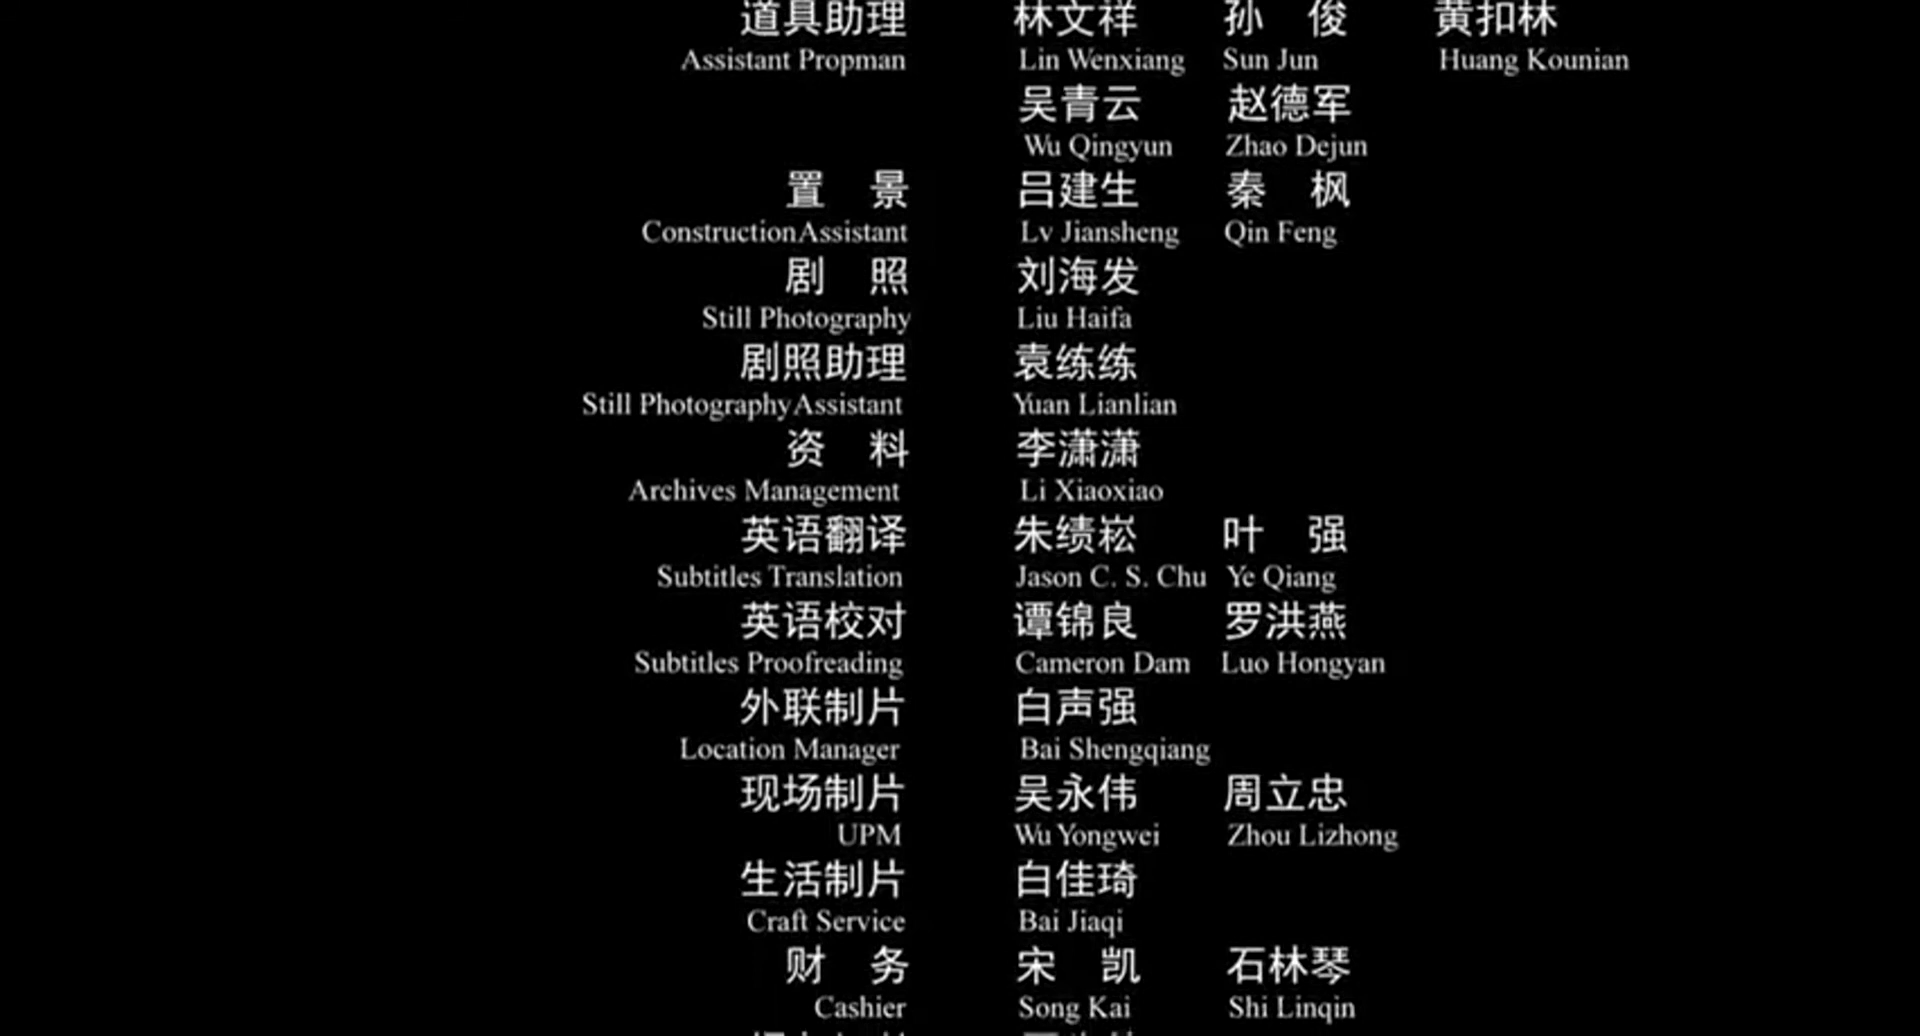 道具助理 林文祥 孙 俊 黄扣林
Assistant Propman Lin Wenxiang Sun Jun Huang Kounian
吴青云 赵德军
Wu Qingyun Zhao Dejun
置 景 吕建生 秦 枫
ConstructionAssistant Lv Jiansheng Qin Feng
剧 照 刘海发
Still Photography Liu Haifa
剧照助理 袁练练
Still PhotographyAssistant Yuan Lianlian
资 料 李潇潇
Archives Management Li Xiaoxiao
英语翻译 朱绩崧 叶 强
Subtitles Translation Jason C. S. Chu Ye Qiang
英语校对 谭锦良 罗洪燕
Subtitles Proofreading Cameron Dam Luo Hongyan
外联制片 白声强
Location Manager Bai Shengqiang
现场制片 吴永伟 周立忠
UPM Wu Yongwei Zhou Lizhong
生活制片 白佳琦
Craft Service Bai Jiaqi
财 务 宋 凯 石林琴
Cashier Song Kai Shi Linqin